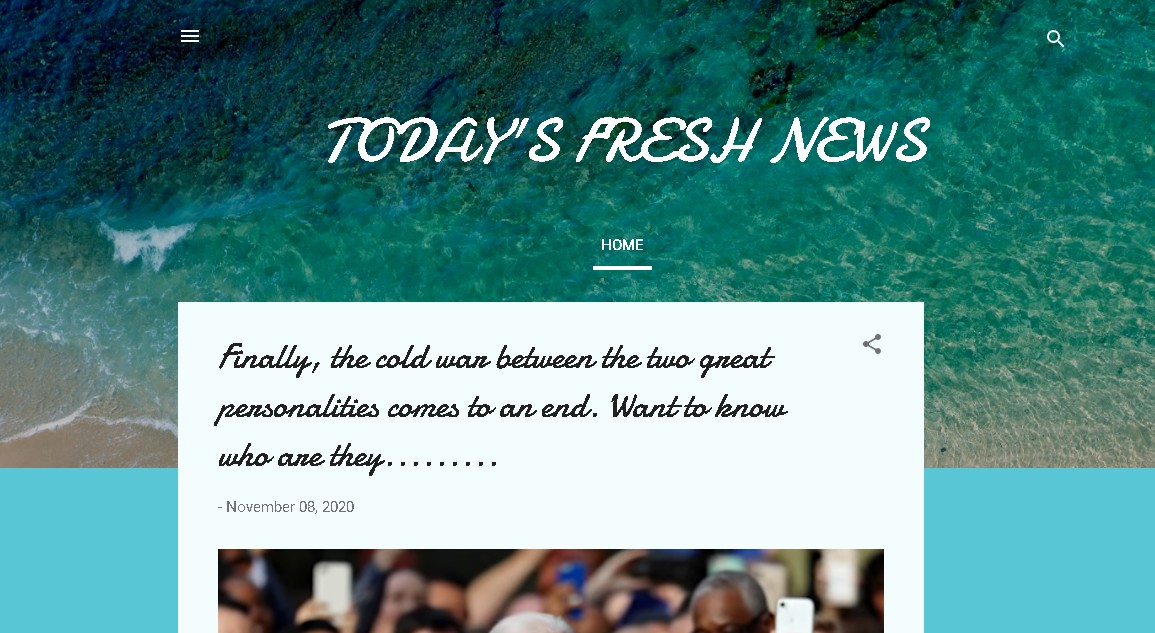 TODAY'S FRESH NEWS
HOME
Finally, the cold war between the two great
personalities comes to an end. Want to know
who are they.........
- November 08, 2020